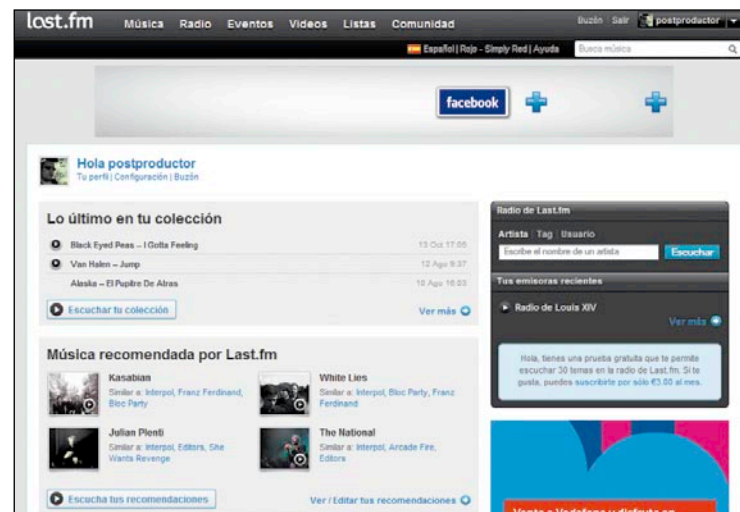 last.fm
Música Radio Eventos Videos Listas Comunidad
Buzón Salir postproductor
Español | Rojo - Simply Red | Ayuda
Busca música
facebook
Hola postproductor
Tu perfil | Configuración | Buzón
Lo último en tu colección
Black Eyed Peas – I Gotta Feeling 13 Oct 17:05
Van Halen – Jump 12 Ago 9:37
Alaska – El Pupitre De Atras 10 Ago 18:03
Escuchar tu colección
Ver más
Música recomendada por Last.fm
Kasabian
Similar a: Interpol, Franz Ferdinand,
Bloc Party
White Lies
Similar a: Interpol, Bloc Party, Franz
Ferdinand
Julian Plenti
Similar a: Interpol, Editors, She
Wants Revenge
The National
Similar a: Interpol, Arcade Fire,
Editors
Escucha tus recomendaciones
Ver / Editar tus recomendaciones
Radio de Last.fm
Artista | Tag | Usuario
Escribe el nombre de un artista
Escuchar
Tus emisoras recientes
Radio de Louis XIV
Ver más
Hola, tienes una prueba gratuita que te permite
escuchar 30 temas en la radio de Last.fm. Si te
gusta, puedes suscribirte por sólo €3.00 al mes.
Vente a Vodafone y disfruta en